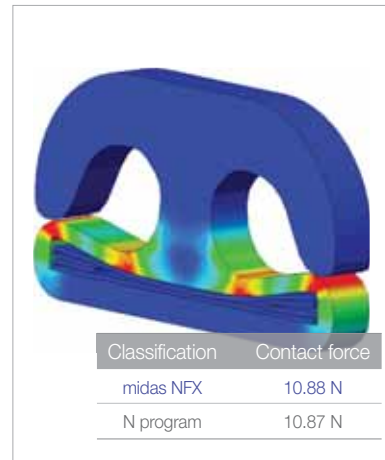 Classification Contact force
midas NFX 10.88 N
N program 10.87 N